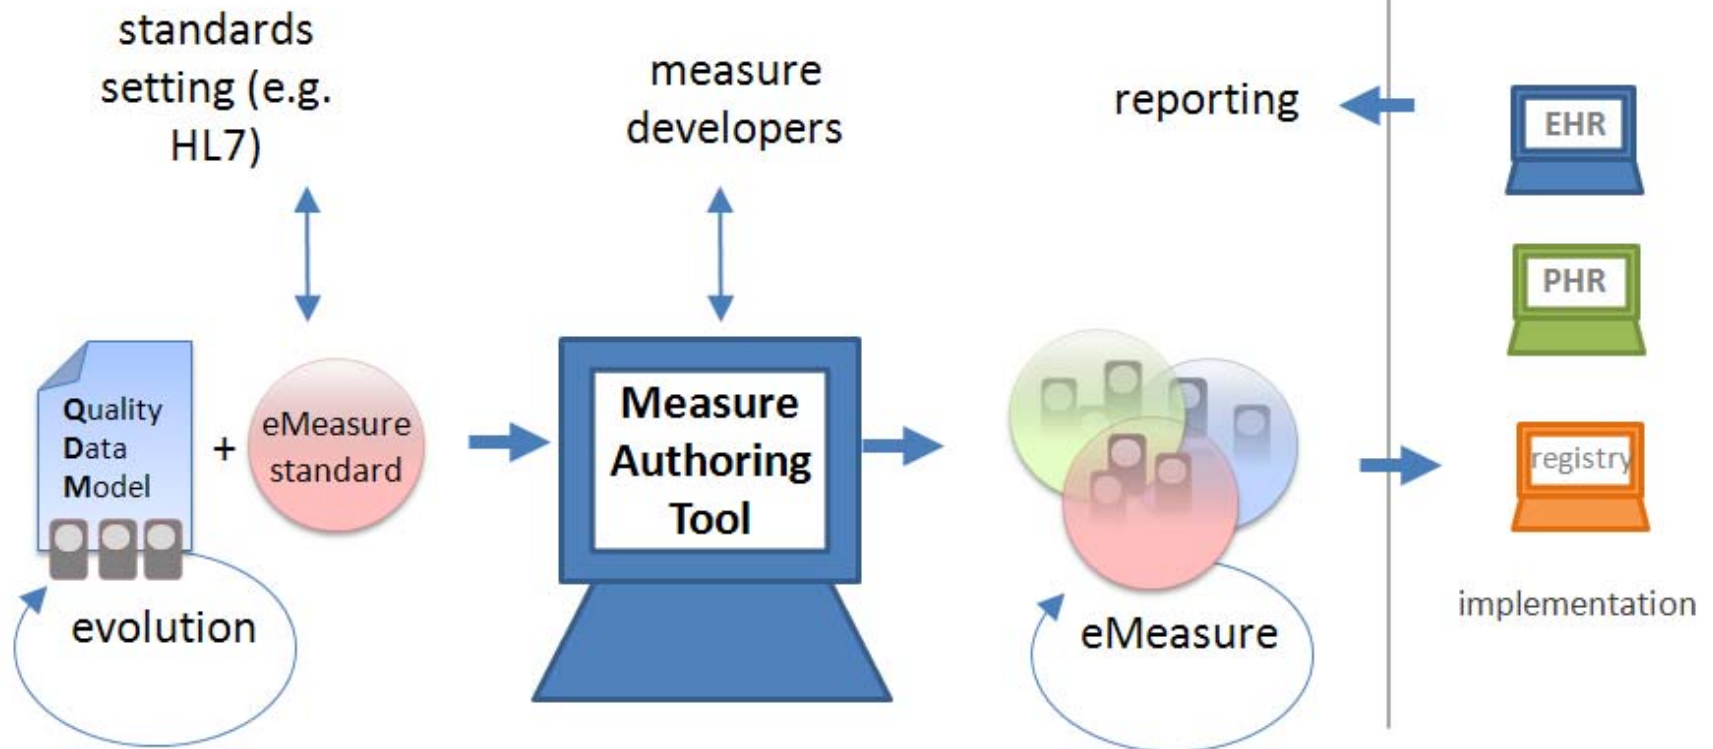 standards
setting (e.g.
HL7)
measure
developers
reporting
EHR
PHR
Quality
Data
Model
+
eMeasure
standard
Measure
Authoring
Tool
registry
evolution
eMeasure
implementation